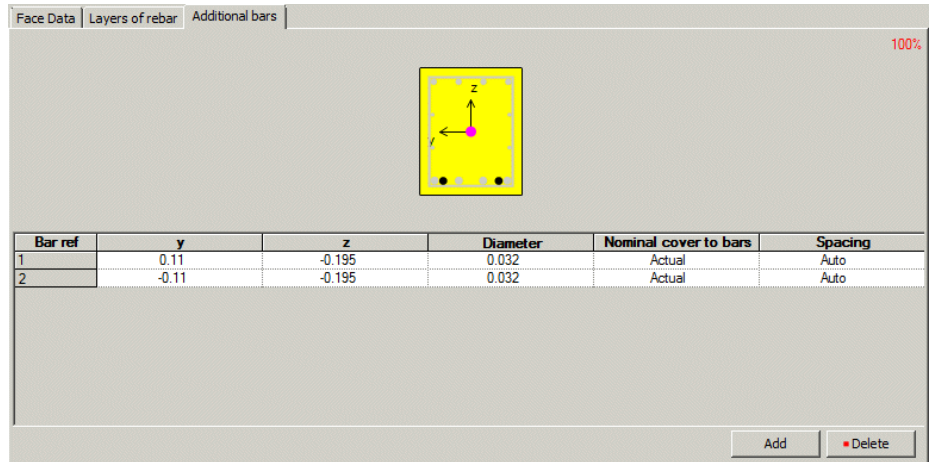 Face Data Layers of rebar Additional bars
100%
z
y
Bar ref y z Diameter Nominal cover to bars Spacing
1 0.11 -0.195 0.032 Actual Auto
2 -0.11 -0.195 0.032 Actual Auto
Add Delete